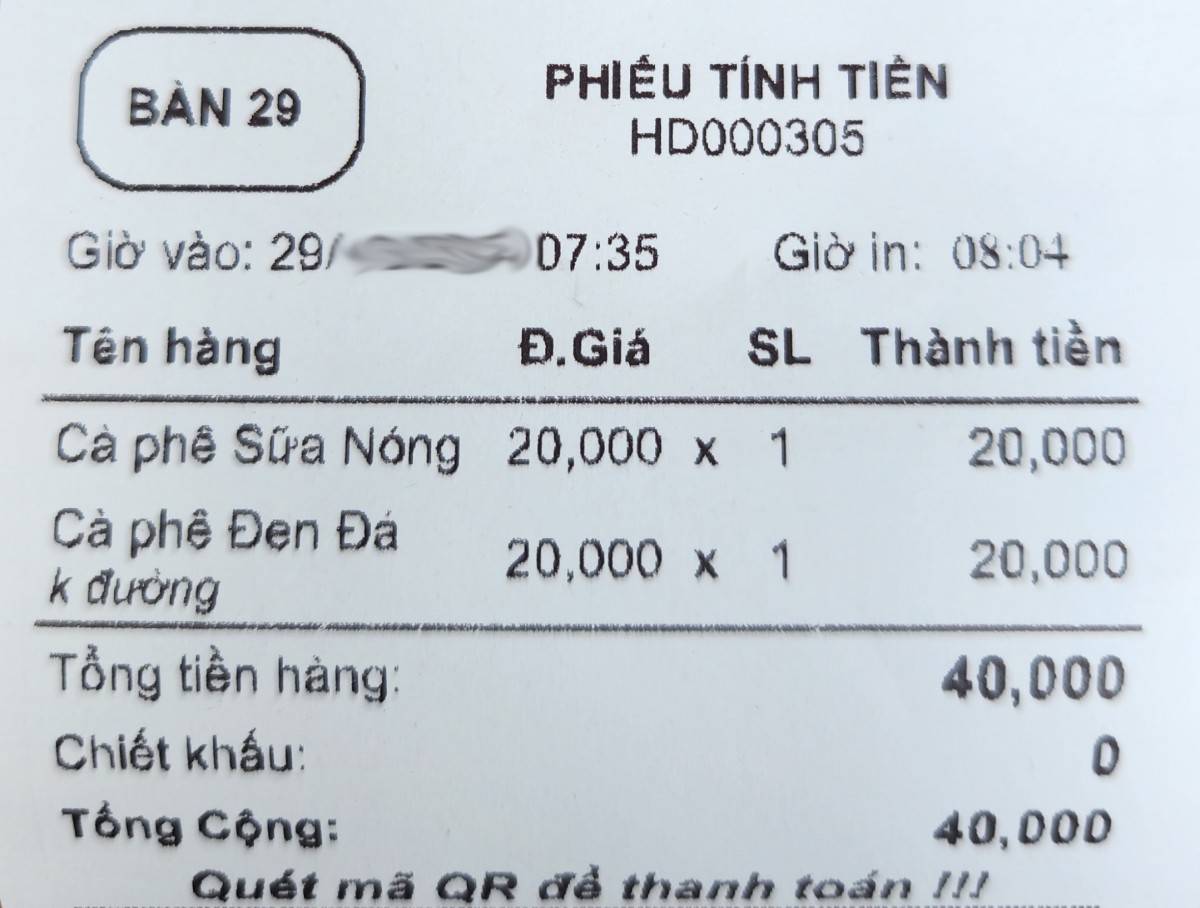 BÀN 29
PHIẾU TÍNH TIỀN
HD000305
Giờ vào: 29/ 07:35 Giờ in: 08:04
Tên hàng Đ.Giá SL Thành tiền
Cà phê Sữa Nóng 20,000 x 1 20,000
Cà phê Đen Đá
k đường 20,000 x 1 20,000
Tổng tiền hàng: 40,000
Chiết khấu: 0
Tổng Cộng: 40,000
Quét mã QR để thanh toán !!!